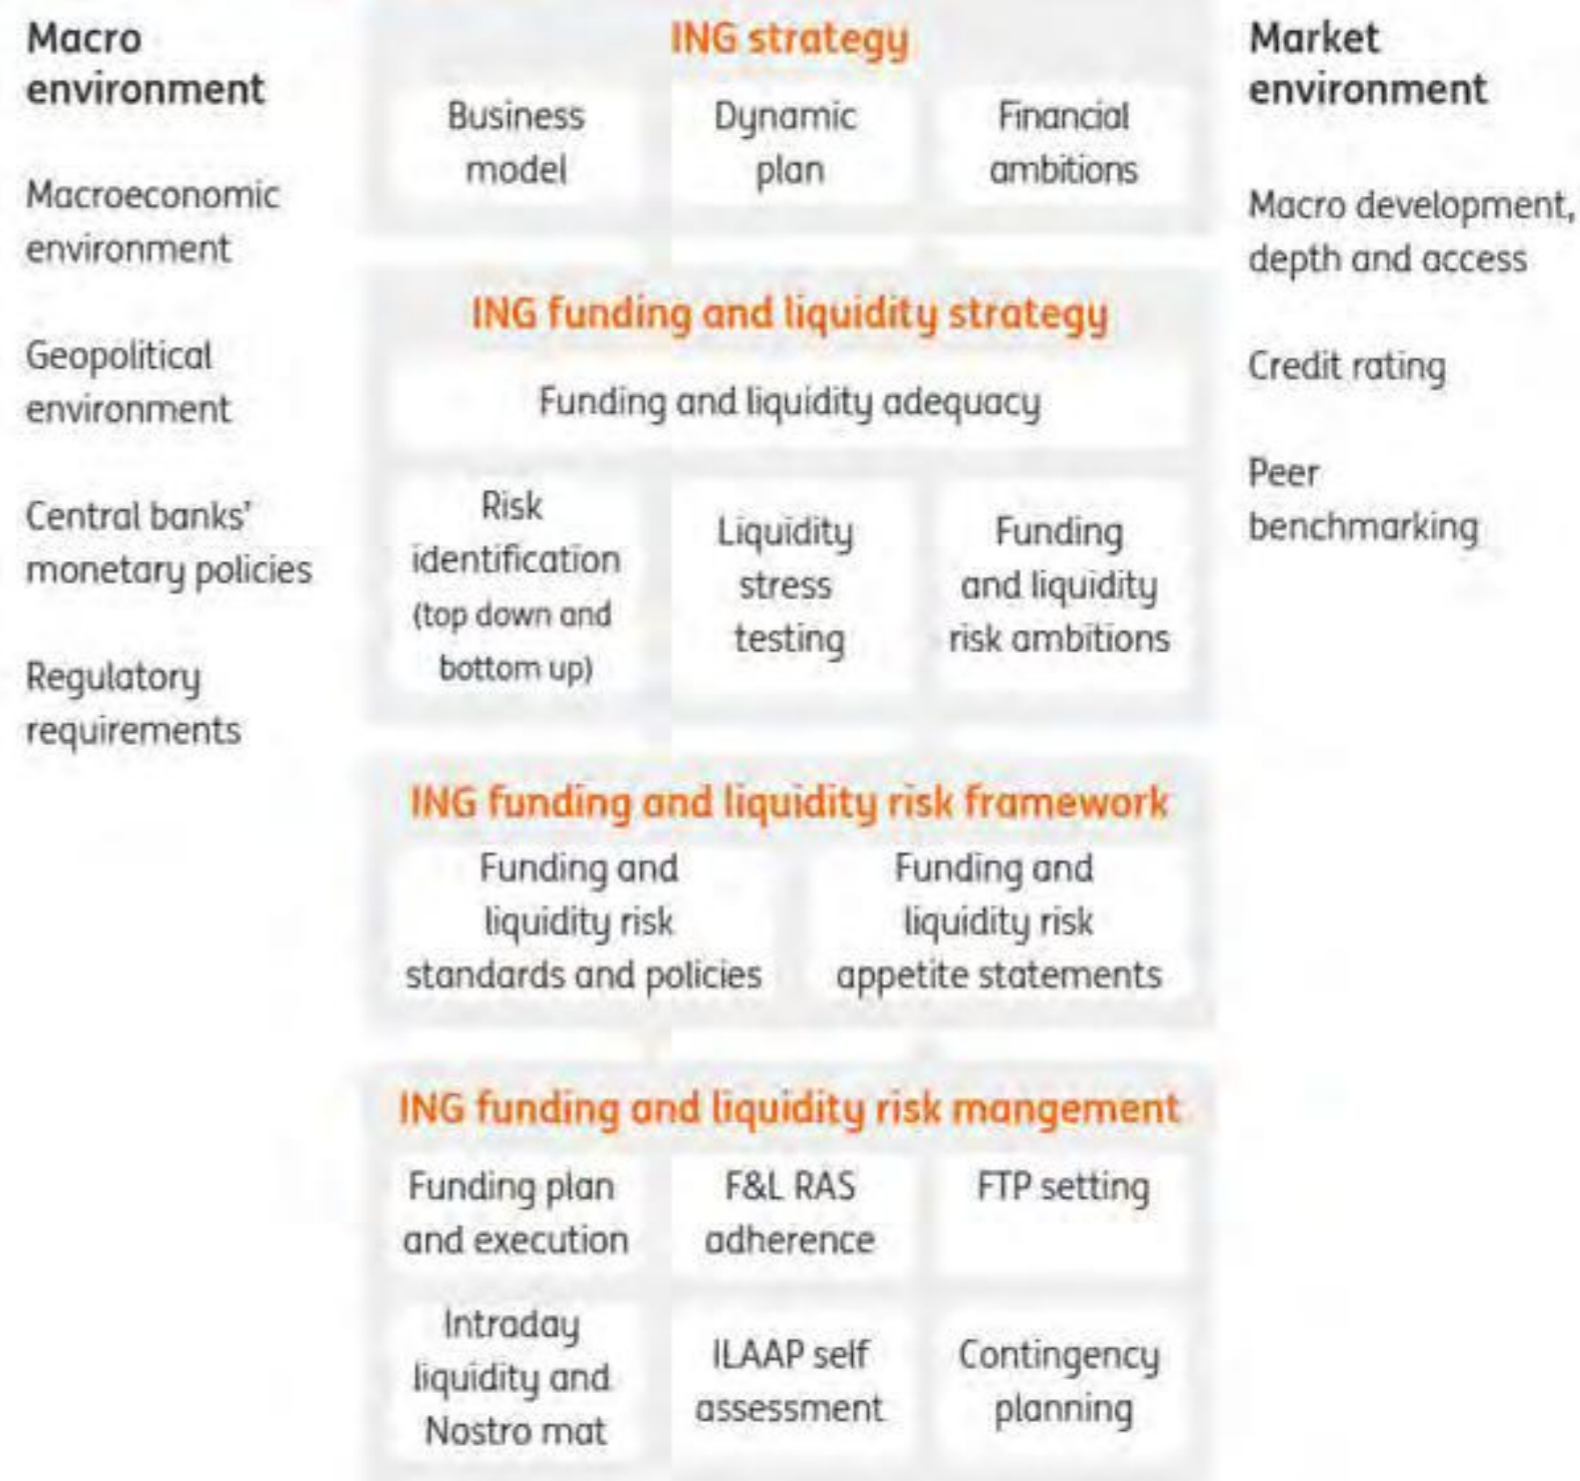 Macro
environment
Macroeconomic
environment
Geopolitical
environment
Central banks'
monetary policies
Regulatory
requirements
ING strategy
Business
model
Dynamic
plan
Financial
ambitions
ING funding and liquidity strategy
Funding and liquidity adequacy
Risk
identification
(top down and
bottom up)
Liquidity
stress
testing
Funding
and liquidity
risk ambitions
ING funding and liquidity risk framework
Funding and
liquidity risk
standards and policies
Funding and
liquidity risk
appetite statements
ING funding and liquidity risk mangement
Funding plan
and execution
F&L RAS
adherence
FTP setting
Intraday
liquidity and
Nostro mat
ILAAP self
assessment
Contingency
planning
Market
environment
Macro development,
depth and access
Credit rating
Peer
benchmarking